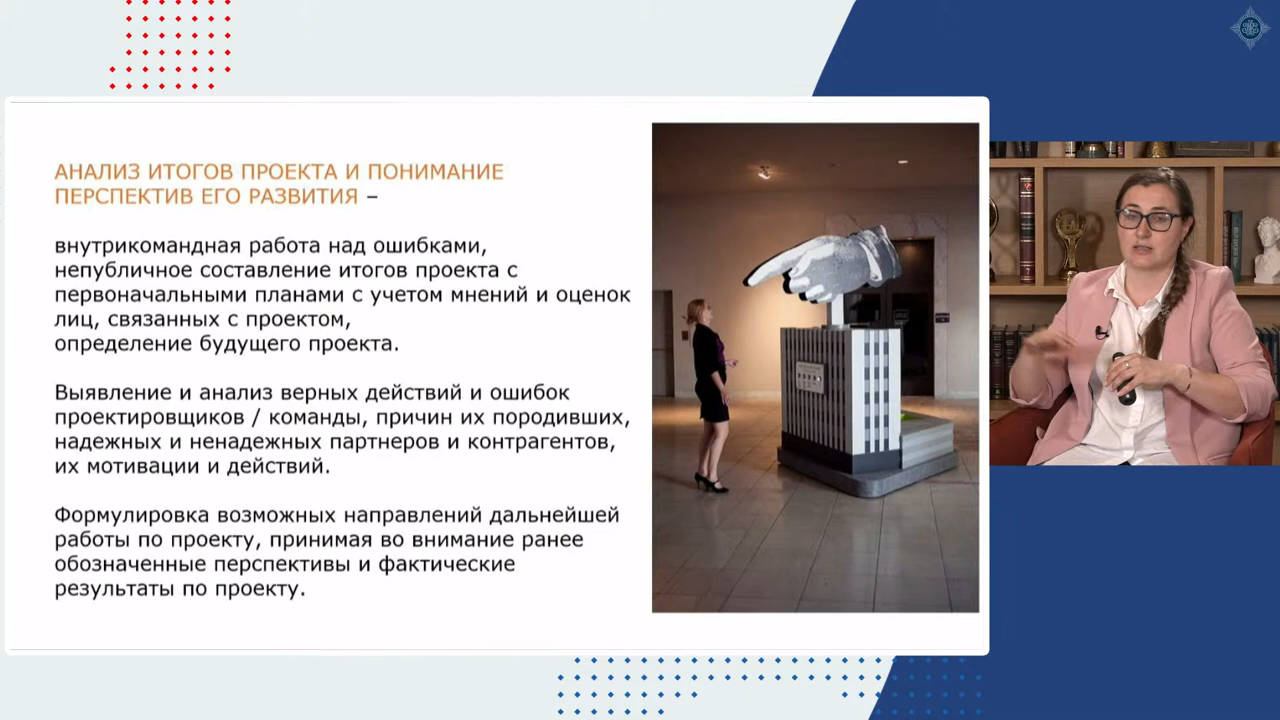 АНАЛИЗ ИТОГОВ ПРОЕКТА И ПОНИМАНИЕ
ПЕРСПЕКТИВ ЕГО РАЗВИТИЯ –
внутрикомандная работа над ошибками,
непубличное составление итогов проекта с
первоначальными планами с учетом мнений и оценок
лиц, связанных с проектом,
определение будущего проекта.
Выявление и анализ верных действий и ошибок
проектировщиков / команды, причин их породивших,
надежных и ненадежных партнеров и контрагентов,
их мотивации и действий.
Формулировка возможных направлений дальнейшей
работы по проекту, принимая во внимание ранее
обозначенные перспективы и фактические
результаты по проекту.